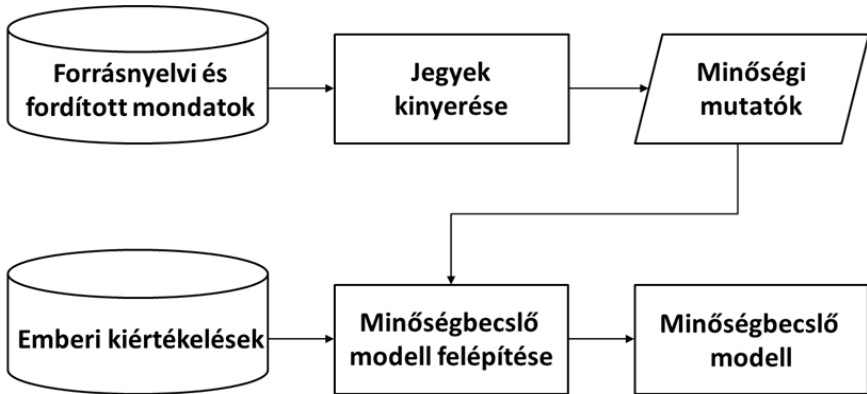 Forrásnyelvi és
fordított mondatok
Jegyek
kinyerése
Minőségi
mutatók
Emberi kiértékelések
Minőségbecslő
modell felépítése
Minőségbecslő
modell